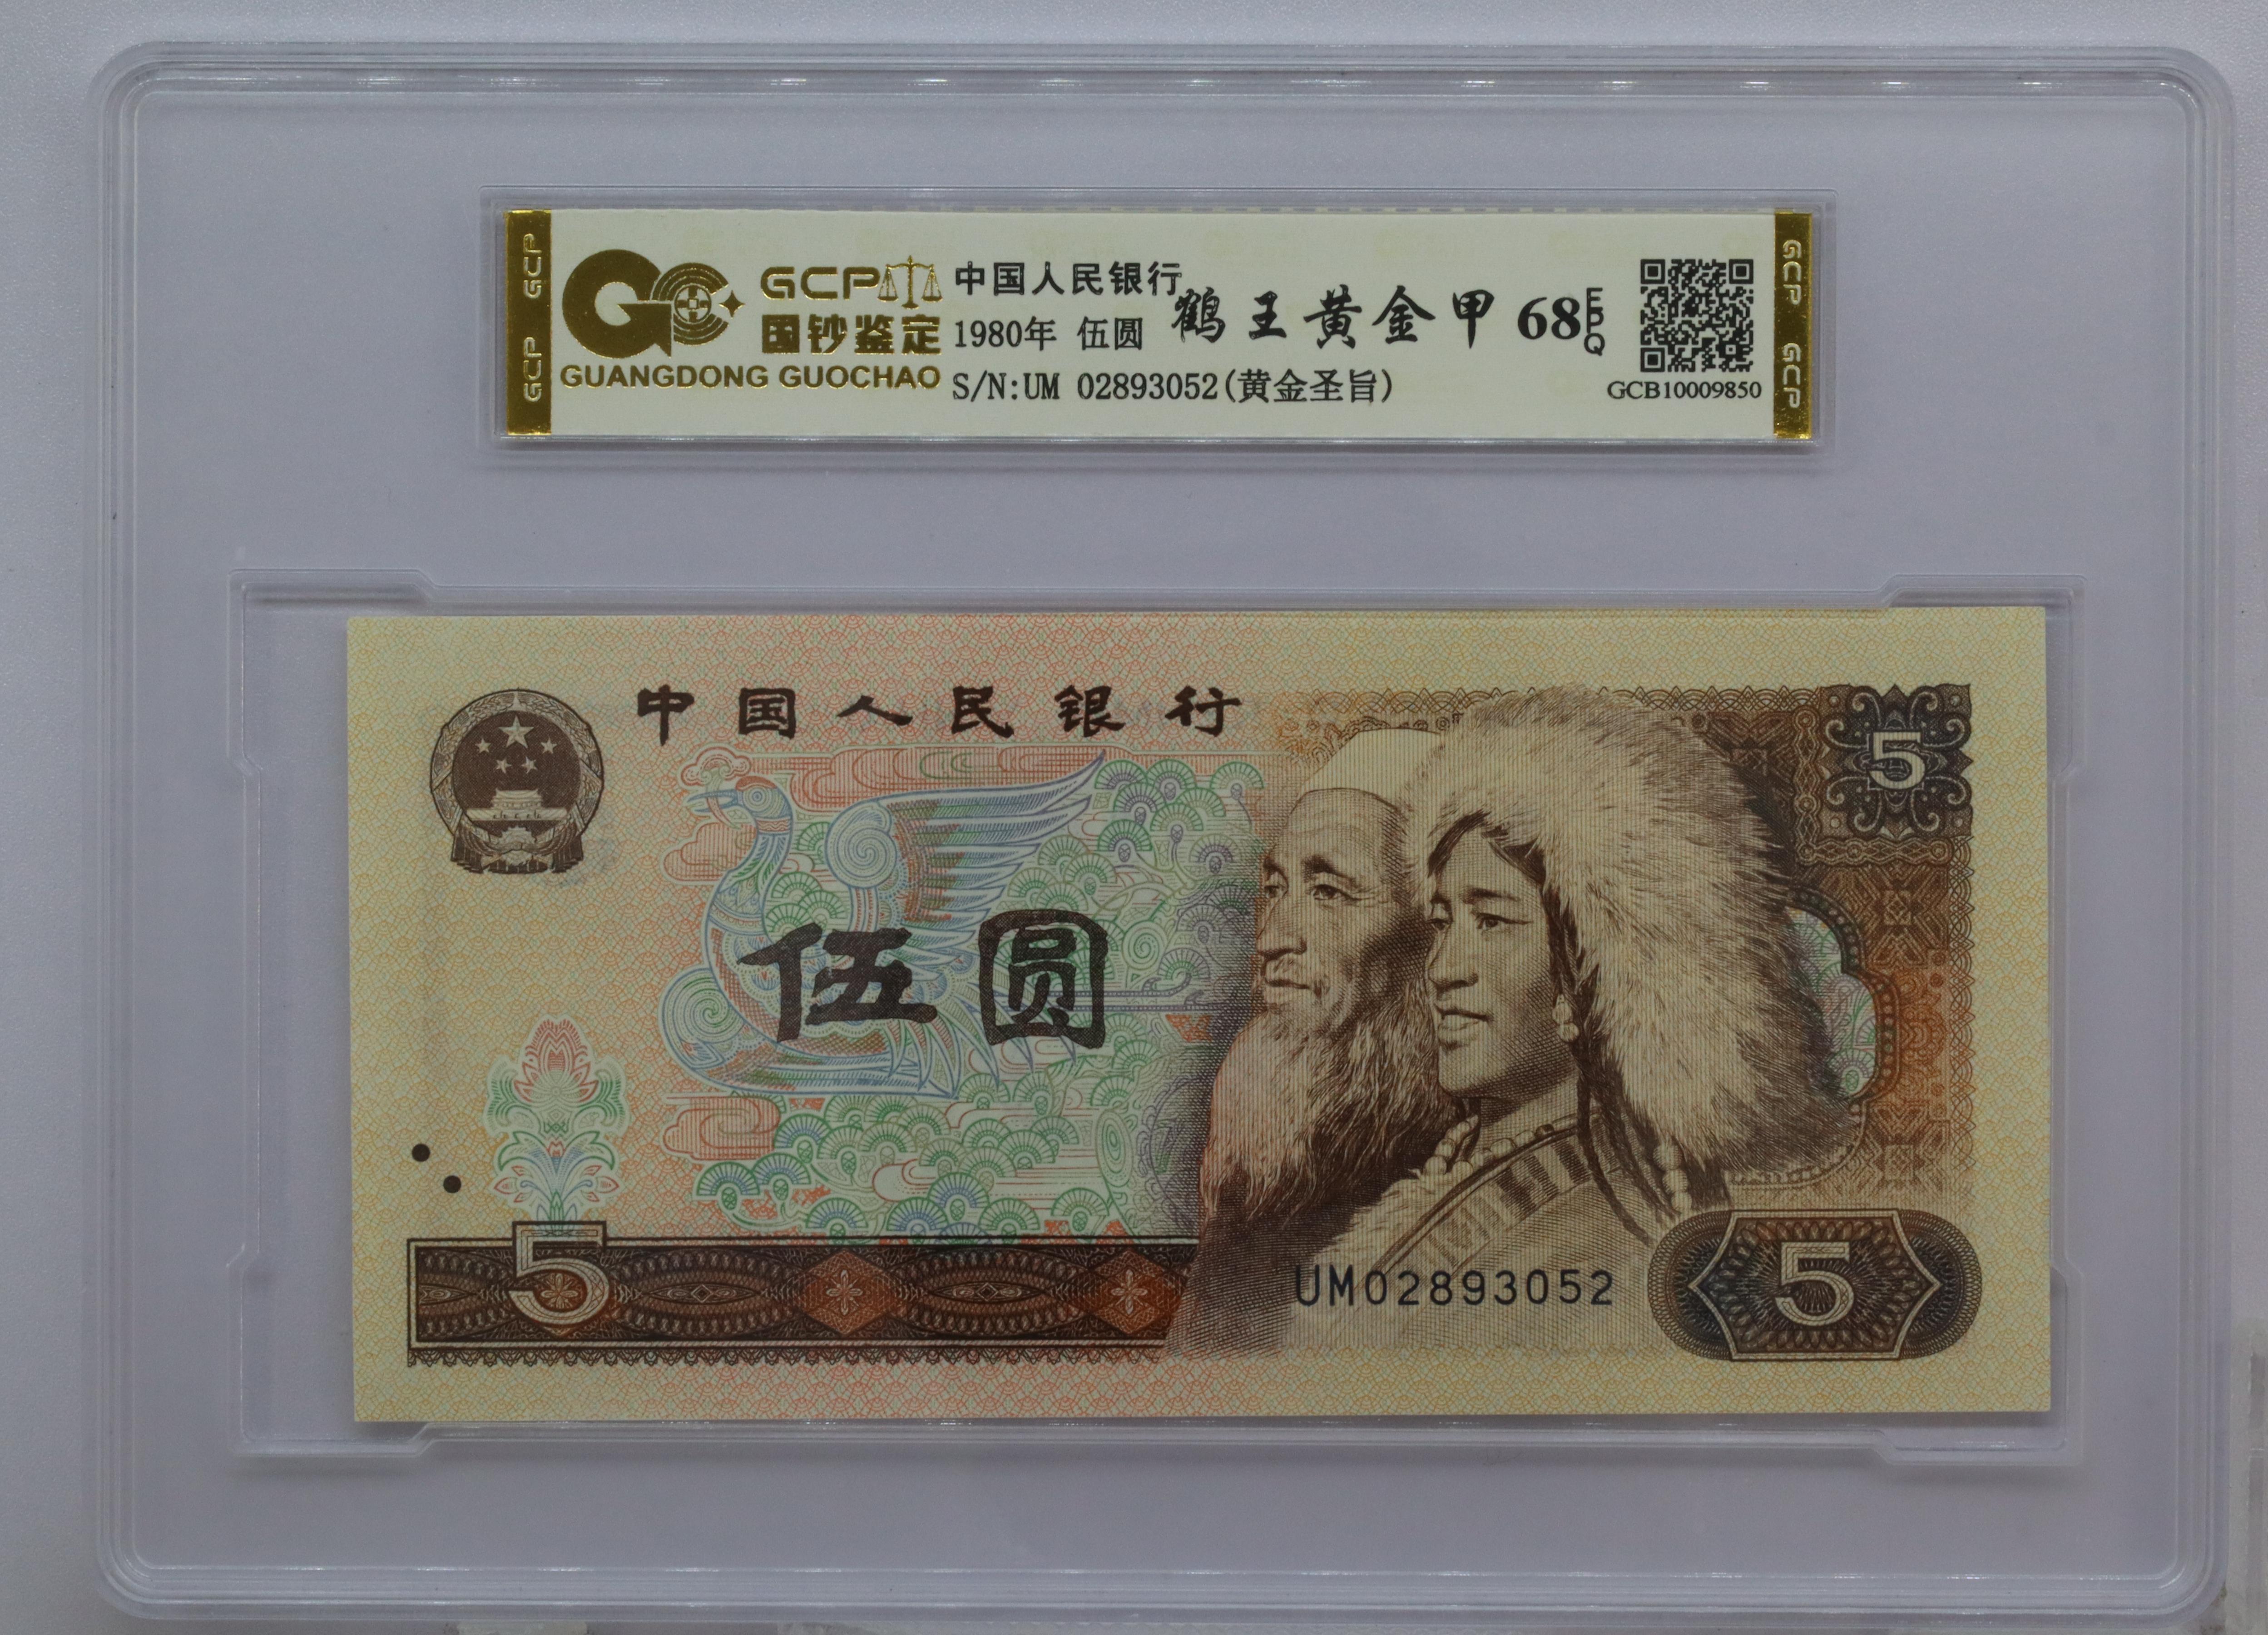 GCP GCP
GCP
国钞鉴定
GUANGDONG GUOCHAO
中国人民银行
1980年 伍圆
S/N:UM 02893052(黄金圣旨)
鹤王黄金甲 68 EPQ
GCB10009850
GCP GCP
中国人民银行
5
伍圆
5
UM02893052
5